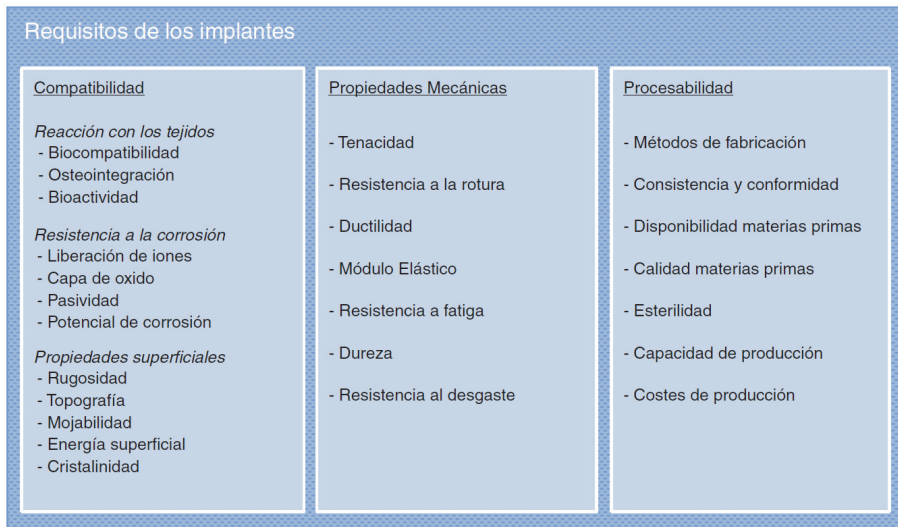 Requisitos de los implantes
Compatibilidad
Reacción con los tejidos
- Biocompatibilidad
- Osteointegración
- Bioactividad
Resistencia a la corrosión
- Liberación de iones
- Capa de oxido
- Pasividad
- Potencial de corrosión
Propiedades superficiales
- Rugosidad
- Topografía
- Mojabilidad
- Energía superficial
- Cristalinidad
Propiedades Mecánicas
- Tenacidad
- Resistencia a la rotura
- Ductilidad
- Módulo Elástico
- Resistencia a fatiga
- Dureza
- Resistencia al desgaste
Procesabilidad
- Métodos de fabricación
- Consistencia y conformidad
- Disponibilidad materias primas
- Calidad materias primas
- Esterilidad
- Capacidad de producción
- Costes de producción